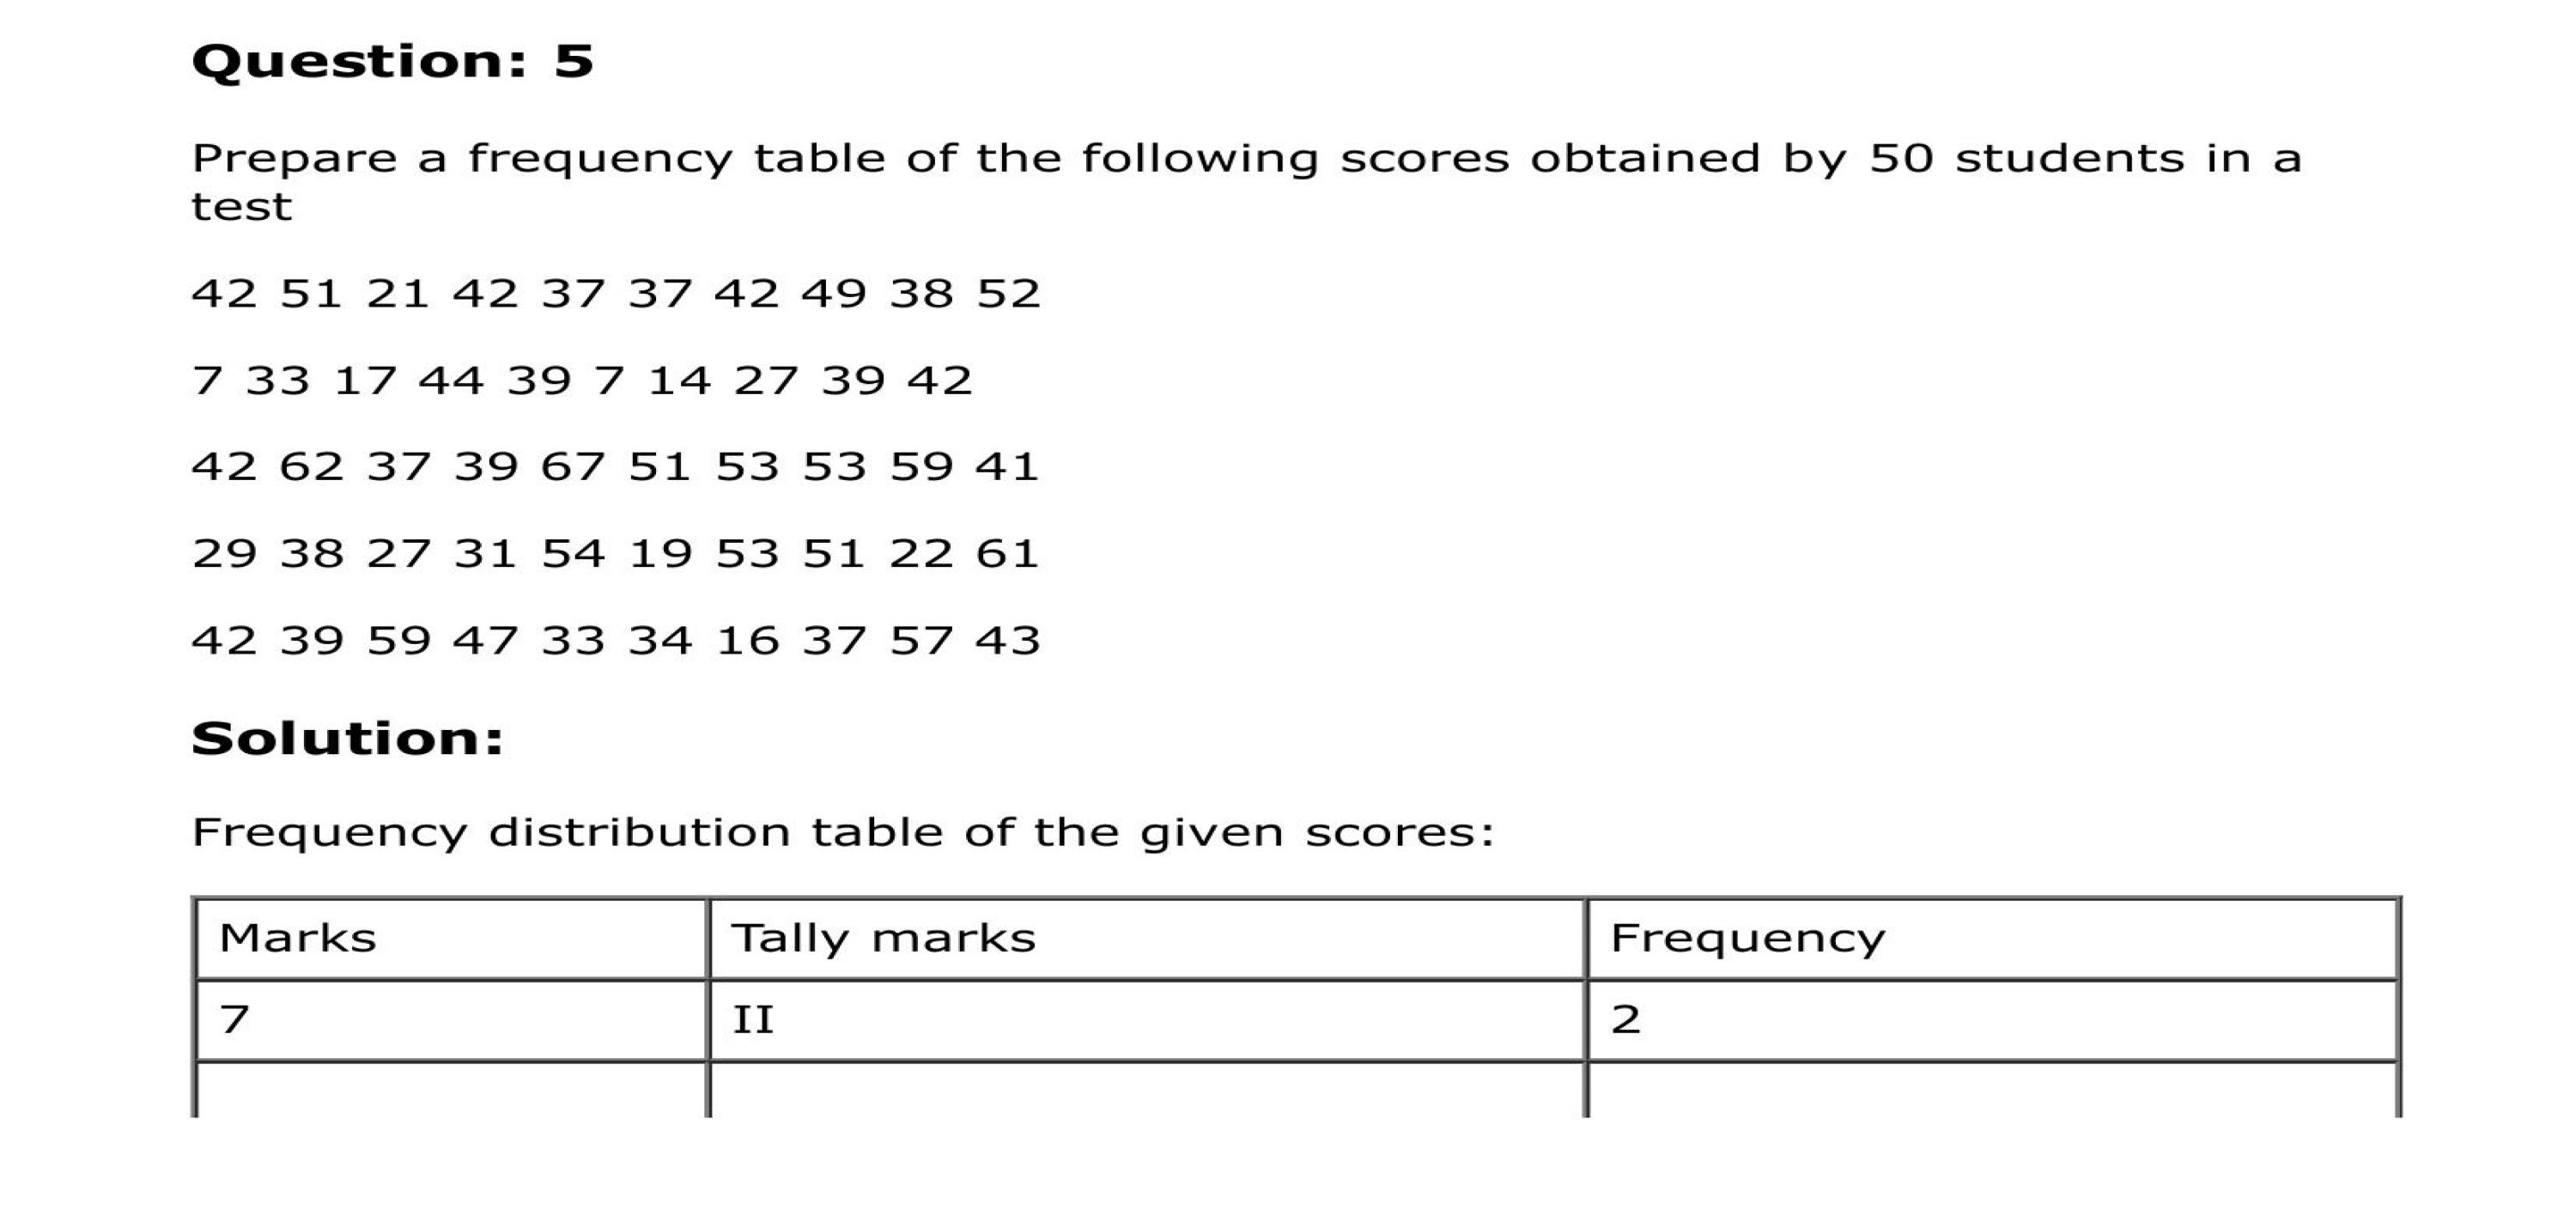 Question: 5
Prepare a frequency table of the following scores obtained by 50 students in a
test
42 51 21 42 37 37 42 49 38 52
7 33 17 44 39 7 14 27 39 42
42 62 37 39 67 51 53 53 59 41
29 38 27 31 54 19 53 51 22 61
42 39 59 47 33 34 16 37 57 43
Solution:
Frequency distribution table of the given scores:
Marks Tally marks Frequency
7 II 2